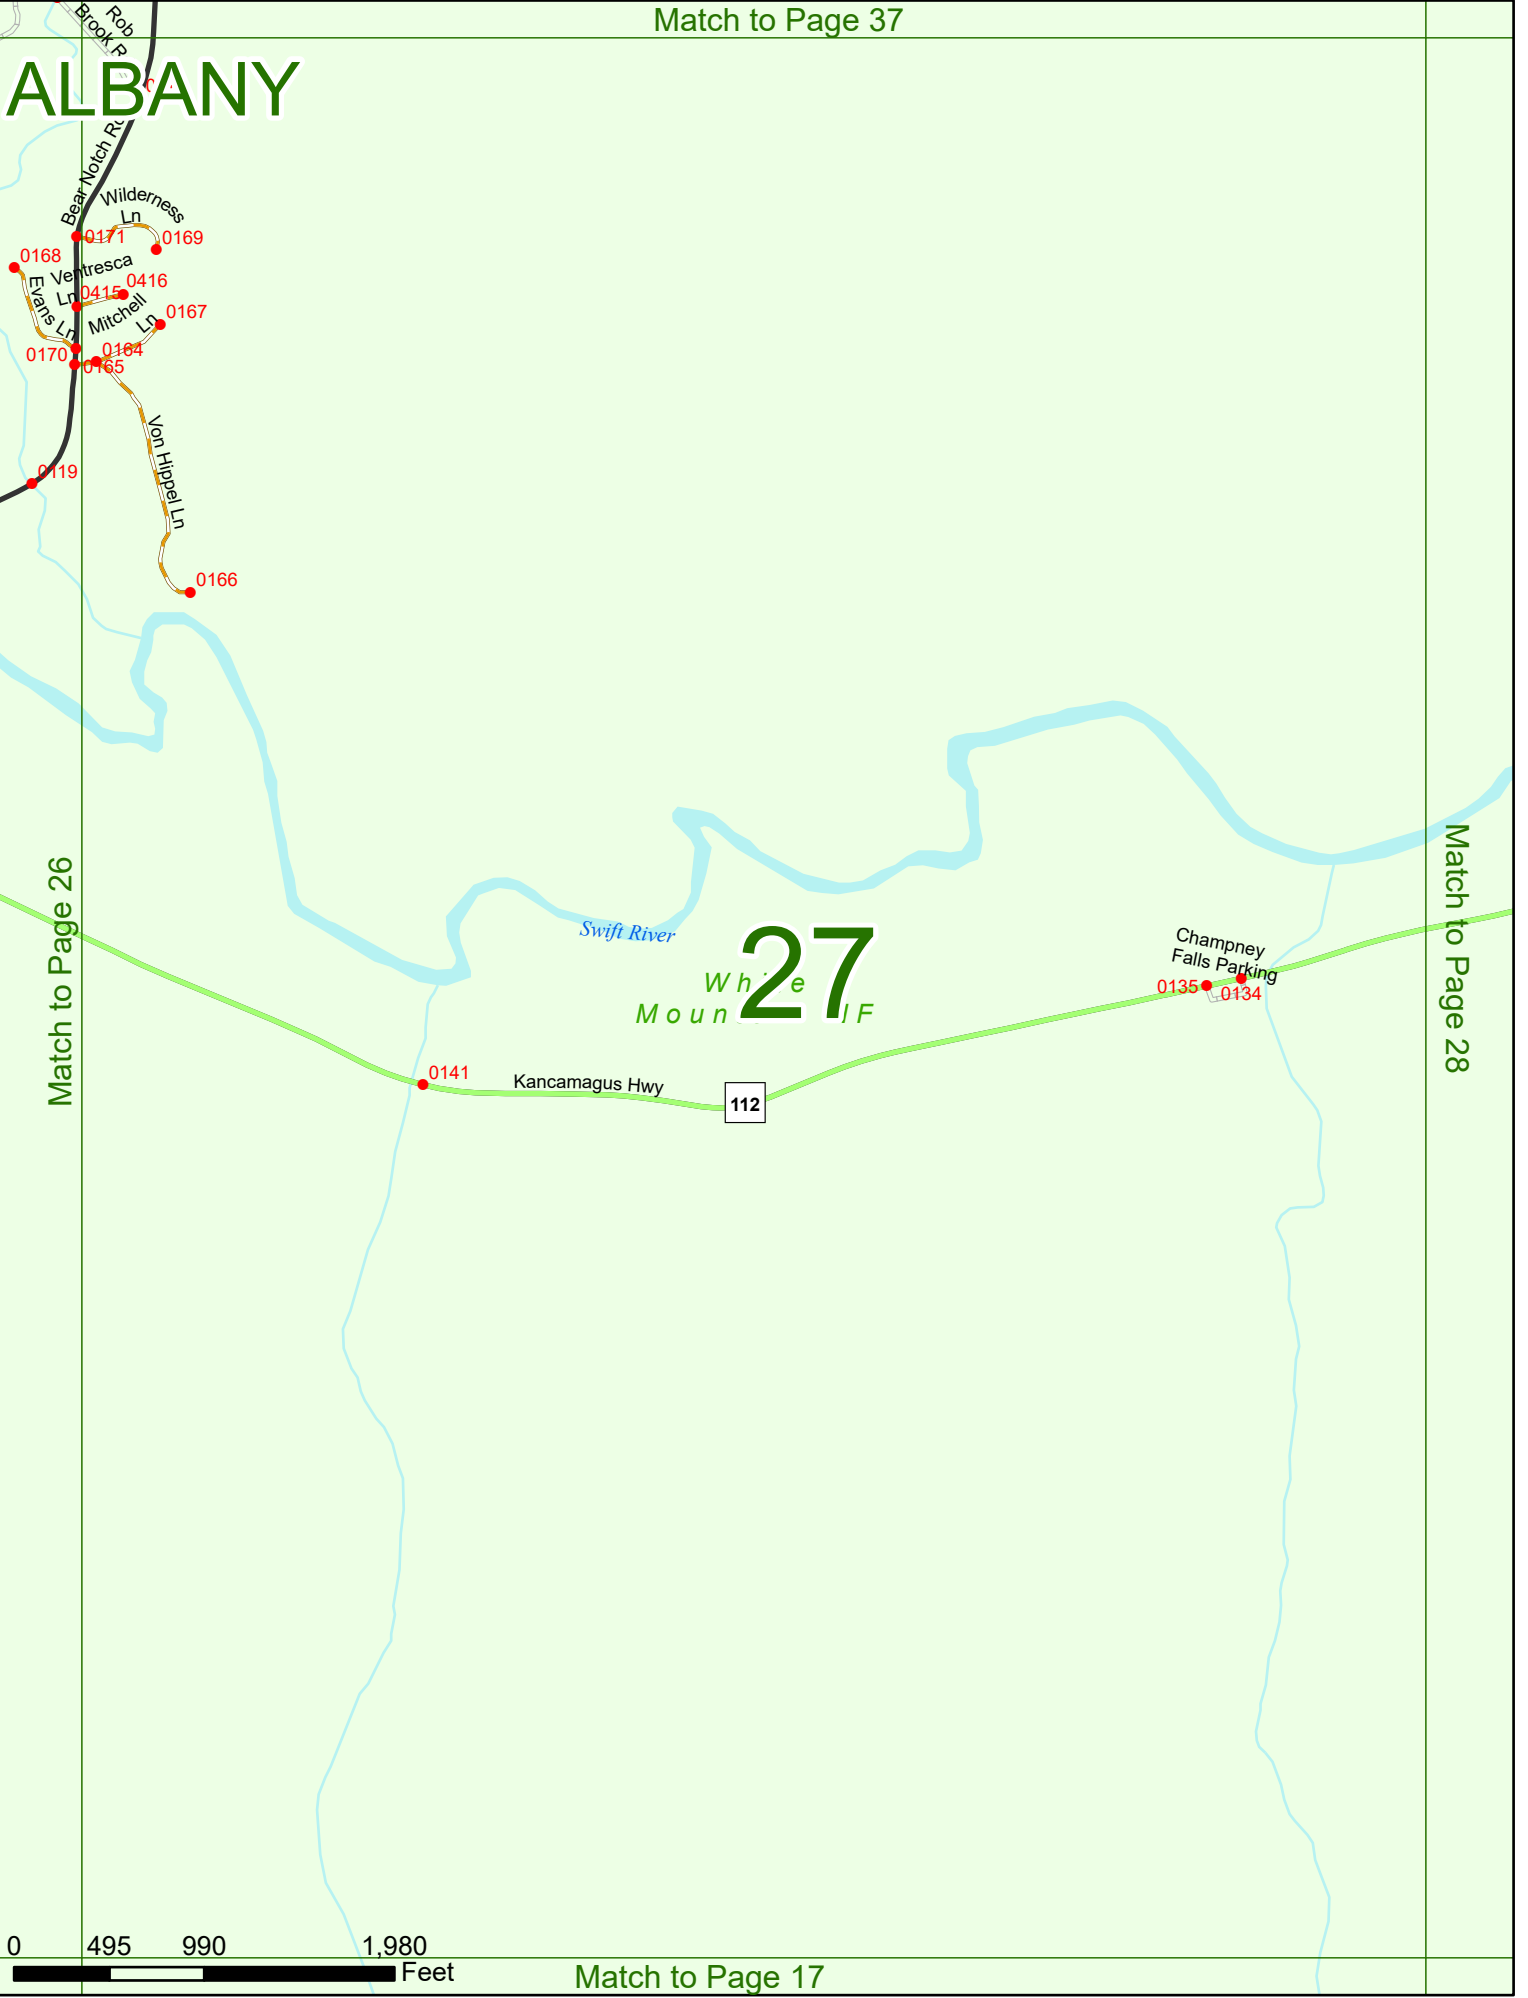 Match to Page 37
Rob
Brook R
ALBANY
Bear Notch Rd
Wilderness
Ln
0171
0169
0168
Ventresca
Ln
0416
0415
Evans Ln
Mitchell
Ln
0167
0164
0170
0165
Von Hippel Ln
0119
0166
Match to Page 26
Match to Page 28
Swift River
27
Champney
Falls Parking
0135
0134
0141
Kancamagus Hwy
112
0
495
990
1,980
Feet
Match to Page 17